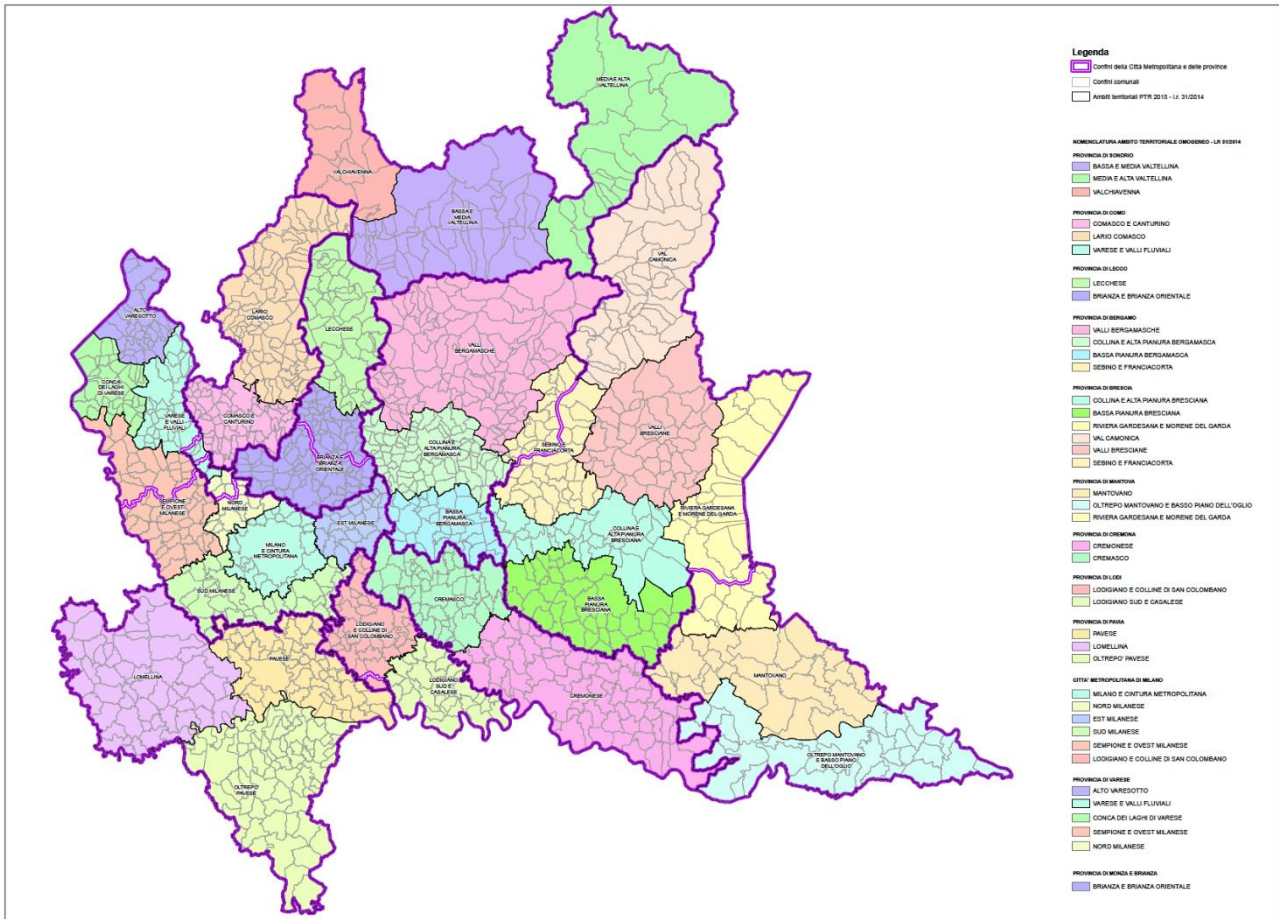 MEDIA E ALTA
VALTELLINA
VALCHIAVENNA
BASSA E
MEDIA
VALTELLINA
VAL
CAMONICA
ALTO
VARESOTTO
LARIO
COMASCO
LECCHESE
VALLI
BERGAMASCHE
CONCA
DEI LAGHI
DI VARESE
VARESE
E VALLI
FLUVIALI
COMASCO E
CANTURINO
BRIANZA E
BRIANZA
ORIENTALE
COLLINA E
ALTA PIANURA
BERGAMASCA
SEBINO E
FRANCIACORTA
VALLI
BRESCIANE
SEMPIONE
E OVEST
MILANESE
NORD
MILANESE
EST MILANESE
BASSA
PIANURA
BERGAMASCA
COLLINA E
ALTA PIANURA
BRESCIANA
RIVIERA GARDESANA
E MORENE DEL GARDA
MILANO
E CINTURA
METROPOLITANA
SUD MILANESE
CREMASCO
BASSA
PIANURA
BRESCIANA
LODIGIANO
E COLLINE DI
SAN COLOMBANO
LOMELLINA
PAVESE
LODIGIANO
SUD E
CASALESE
CREMONESE
MANTOVANO
OLTREPO MANTOVANO
E BASSO PIANO
DELL'OGLIO
OLTREPO'
PAVESE
Legenda
Confini della Città Metropolitana e delle province
Confini comunali
Ambiti territoriali PTR 2015 - l.r. 31/2014
NOMENCLATURA AMBITO TERRITORIALE OMOGENEO - LR 31/2014
PROVINCIA DI SONDRIO
BASSA E MEDIA VALTELLINA
MEDIA E ALTA VALTELLINA
VALCHIAVENNA
PROVINCIA DI COMO
COMASCO E CANTURINO
LARIO COMASCO
VARESE E VALLI FLUVIALI
PROVINCIA DI LECCO
LECCHESE
BRIANZA E BRIANZA ORIENTALE
PROVINCIA DI BERGAMO
VALLI BERGAMASCHE
COLLINA E ALTA PIANURA BERGAMASCA
BASSA PIANURA BERGAMASCA
SEBINO E FRANCIACORTA
PROVINCIA DI BRESCIA
COLLINA E ALTA PIANURA BRESCIANA
BASSA PIANURA BRESCIANA
RIVIERA GARDESANA E MORENE DEL GARDA
VAL CAMONICA
VALLI BRESCIANE
SEBINO E FRANCIACORTA
PROVINCIA DI MANTOVA
MANTOVANO
OLTREPO MANTOVANO E BASSO PIANO DELL'OGLIO
RIVIERA GARDESANA E MORENE DEL GARDA
PROVINCIA DI CREMONA
CREMONESE
CREMASCO
PROVINCIA DI LODI
LODIGIANO E COLLINE DI SAN COLOMBANO
LODIGIANO SUD E CASALESE
PROVINCIA DI PAVIA
PAVESE
LOMELLINA
OLTREPO' PAVESE
CITTA' METROPOLITANA DI MILANO
MILANO E CINTURA METROPOLITANA
NORD MILANESE
EST MILANESE
SUD MILANESE
SEMPIONE E OVEST MILANESE
LODIGIANO E COLLINE DI SAN COLOMBANO
PROVINCIA DI VARESE
ALTO VARESOTTO
VARESE E VALLI FLUVIALI
CONCA DEI LAGHI DI VARESE
SEMPIONE E OVEST MILANESE
NORD MILANESE
PROVINCIA DI MONZA E BRIANZA
BRIANZA E BRIANZA ORIENTALE